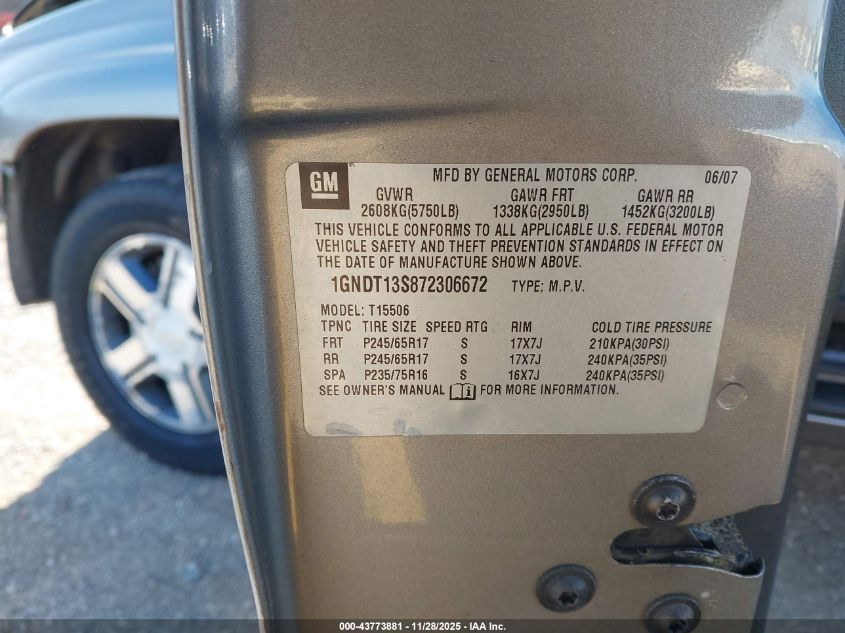 GM
MFD BY GENERAL MOTORS CORP. 06/07
GVWR GAWR FRT GAWR RR
2608KG(5750LB) 1338KG(2950LB) 1452KG(3200LB)
THIS VEHICLE CONFORMS TO ALL APPLICABLE U.S. FEDERAL MOTOR
VEHICLE SAFETY AND THEFT PREVENTION STANDARDS IN EFFECT ON
THE DATE OF MANUFACTURE SHOWN ABOVE.
1GNDT13S872306672 TYPE: M.P.V.
MODEL: T15506
TPNC TIRE SIZE SPEED RTG RIM COLD TIRE PRESSURE
FRT P245/65R17 S 17X7J 210KPA(30PSI)
RR P245/65R17 S 17X7J 240KPA(35PSI)
SPA P235/75R16 S 16X7J 240KPA(35PSI)
SEE OWNER'S MANUAL FOR MORE INFORMATION.
000-43773881 | 11/28/2025 - IAA Inc.